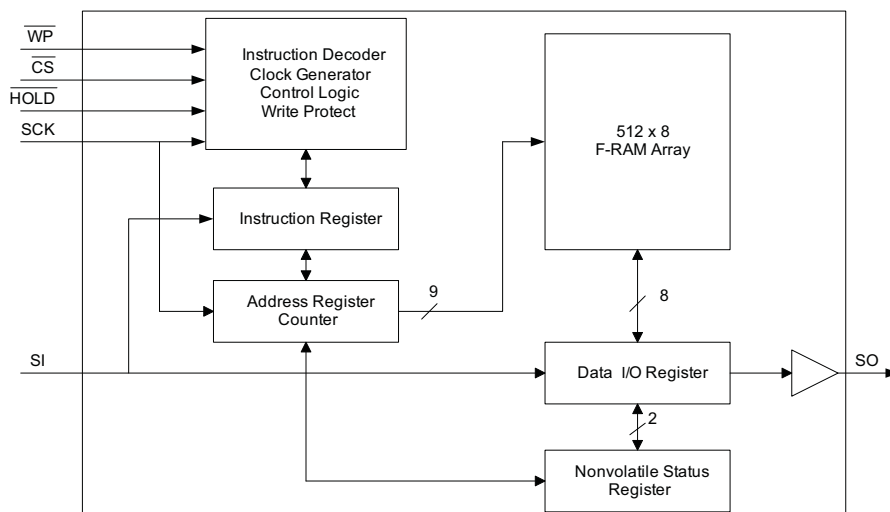 WP
CS
HOLD
SCK
Instruction Decoder
Clock Generator
Control Logic
Write Protect
512 x 8
F-RAM Array
Instruction Register
Address Register
Counter
9
8
SI
Data I/O Register
SO
2
Nonvolatile Status
Register